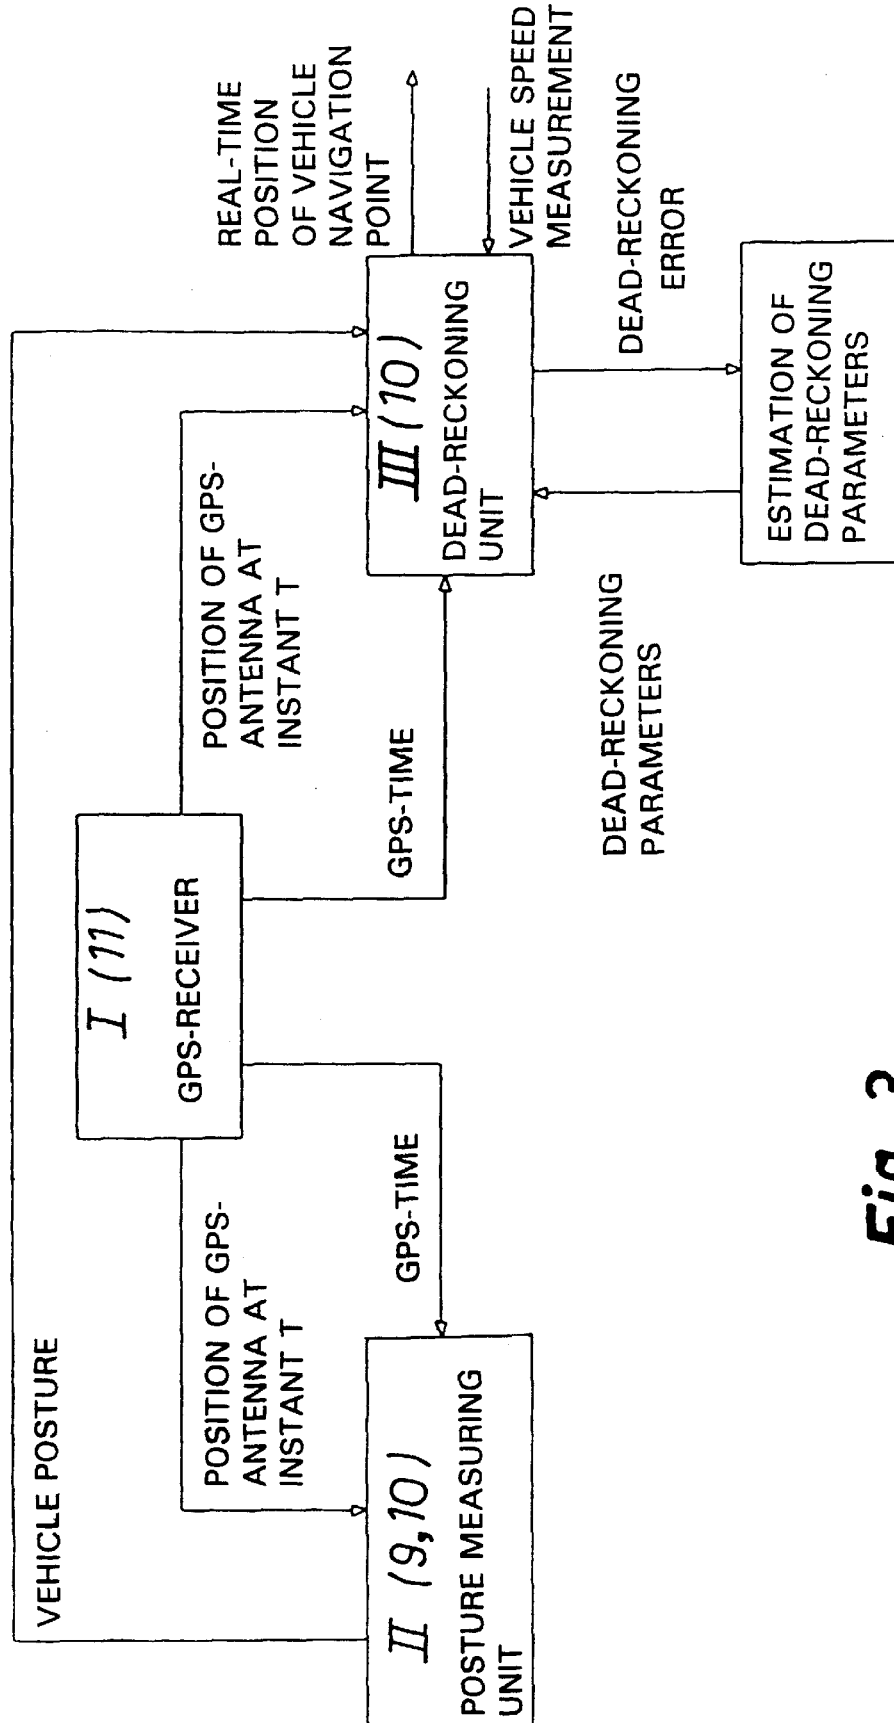 VEHICLE POSTURE
I (11)
GPS-RECEIVER
POSITION OF GPS-
ANTENNA AT
INSTANT T
POSITION OF GPS-
ANTENNA AT
INSTANT T
REAL-TIME
POSITION
OF VEHICLE
NAVIGATION
POINT
GPS-TIME
GPS-TIME
II (9,10)
POSTURE MEASURING
UNIT
III (10)
DEAD-RECKONING
UNIT
VEHICLE SPEED
MEASUREMENT
DEAD-RECKONING
PARAMETERS
DEAD-RECKONING
ERROR
ESTIMATION OF
DEAD-RECKONING
PARAMETERS
Fig.